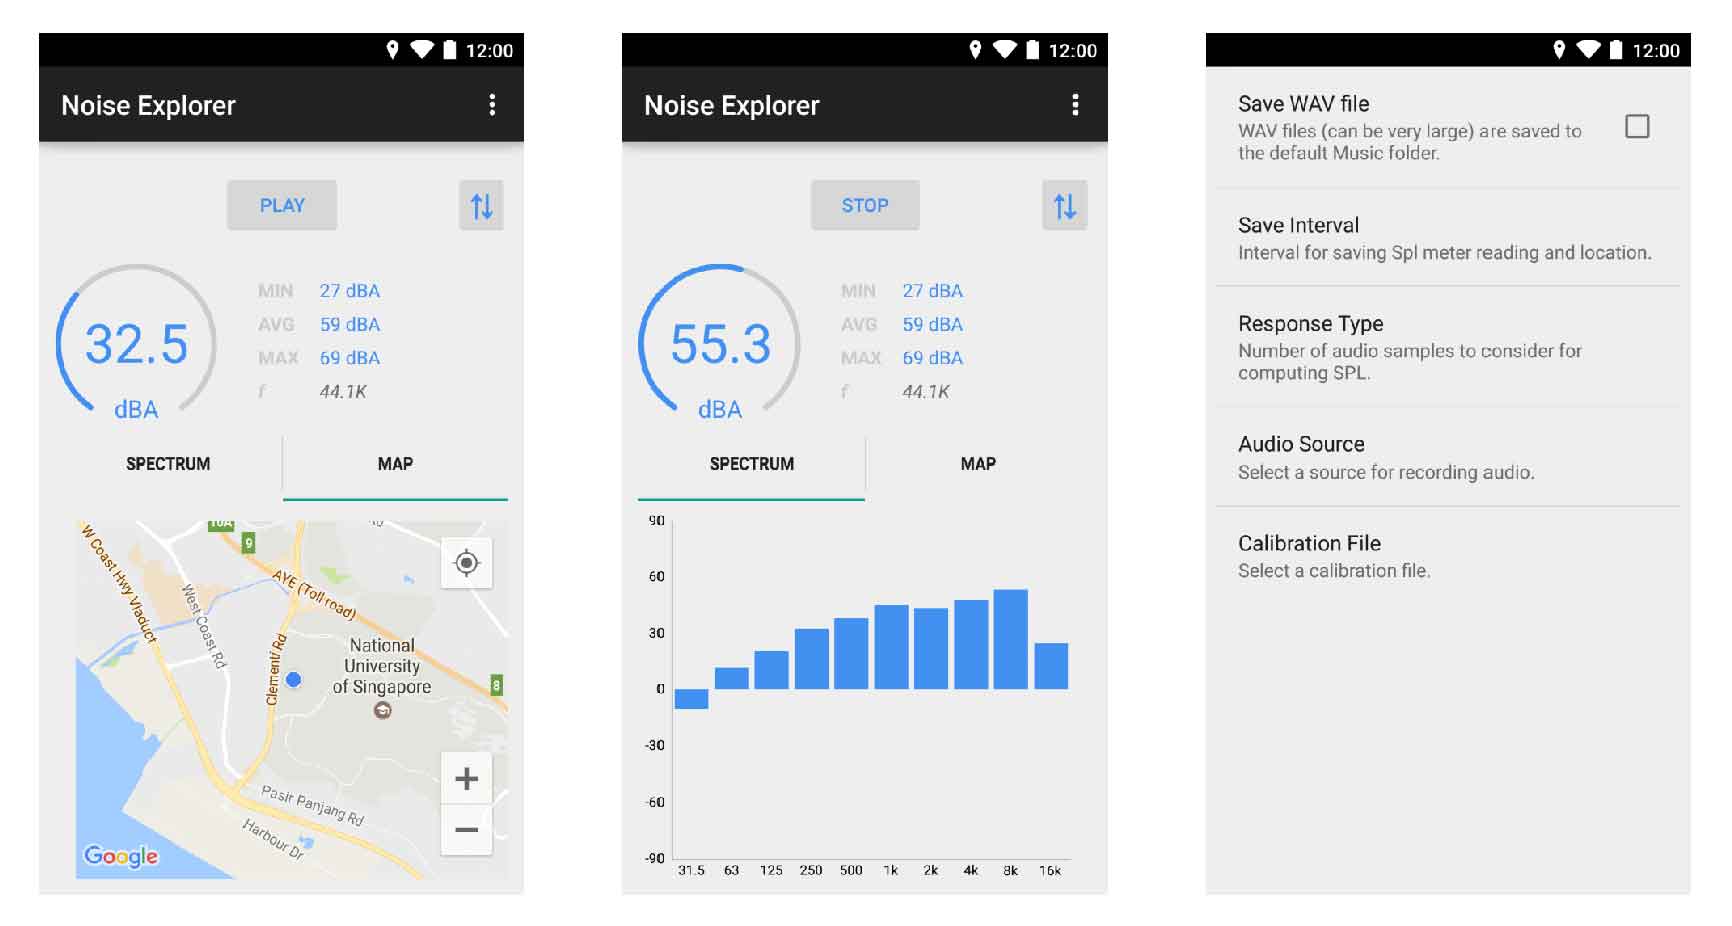 12:00
Noise Explorer
PLAY
MIN 27 dBA
AVG 59 dBA
32.5
MAX 69 dBA
f 44.1K
dBA
SPECTRUM MAP
10A
9
W Coast Hwy Viaduct
AYE (Toll road)
West Coast Rd
Clementi Rd
National
University
of Singapore
8
+
Pasir Panjang Rd
−
Harbour Dr
Google
12:00
Noise Explorer
STOP
MIN 27 dBA
AVG 59 dBA
55.3
MAX 69 dBA
f 44.1K
dBA
SPECTRUM MAP
90
60
30
0
-30
-60
-90
31.5 63 125 250 500 1k 2k 4k 8k 16k
12:00
Save WAV file
WAV files (can be very large) are saved to
the default Music folder.
Save Interval
Interval for saving Spl meter reading and location.
Response Type
Number of audio samples to consider for
computing SPL.
Audio Source
Select a source for recording audio.
Calibration File
Select a calibration file.